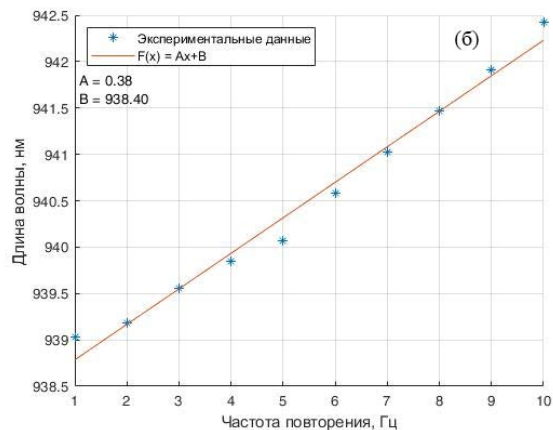 942.5
942
941.5
941
940.5
940
939.5
939
938.5
Длина волны, нм
Экспериментальные данные
F(x) = Ax+B
A = 0.38
B = 938.40
(б)
1 2 3 4 5 6 7 8 9 10
Частота повторения, Гц